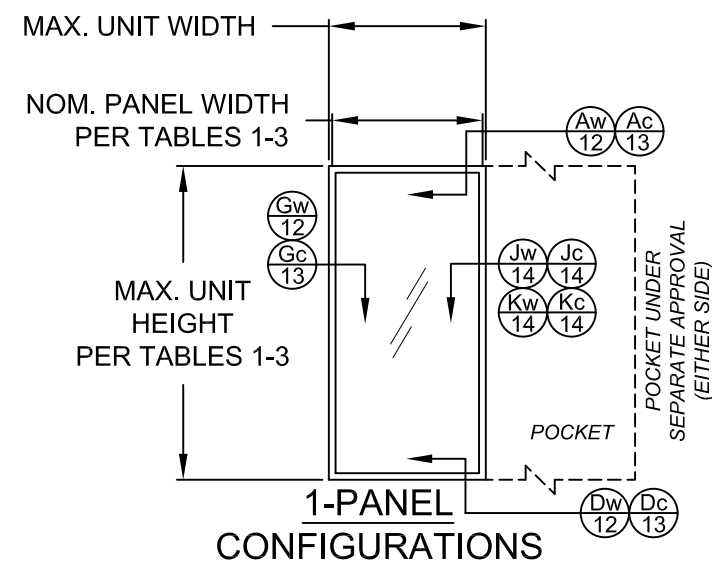 MAX. UNIT WIDTH
NOM. PANEL WIDTH
PER TABLES 1-3
Aw
12
Ac
13
Gw
12
Gc
13
MAX. UNIT
HEIGHT
PER TABLES 1-3
Jw
14
Jc
14
Kw
14
Kc
14
POCKET UNDER
SEPARATE APPROVAL
(EITHER SIDE)
POCKET
Dw
12
Dc
13
1-PANEL
CONFIGURATIONS